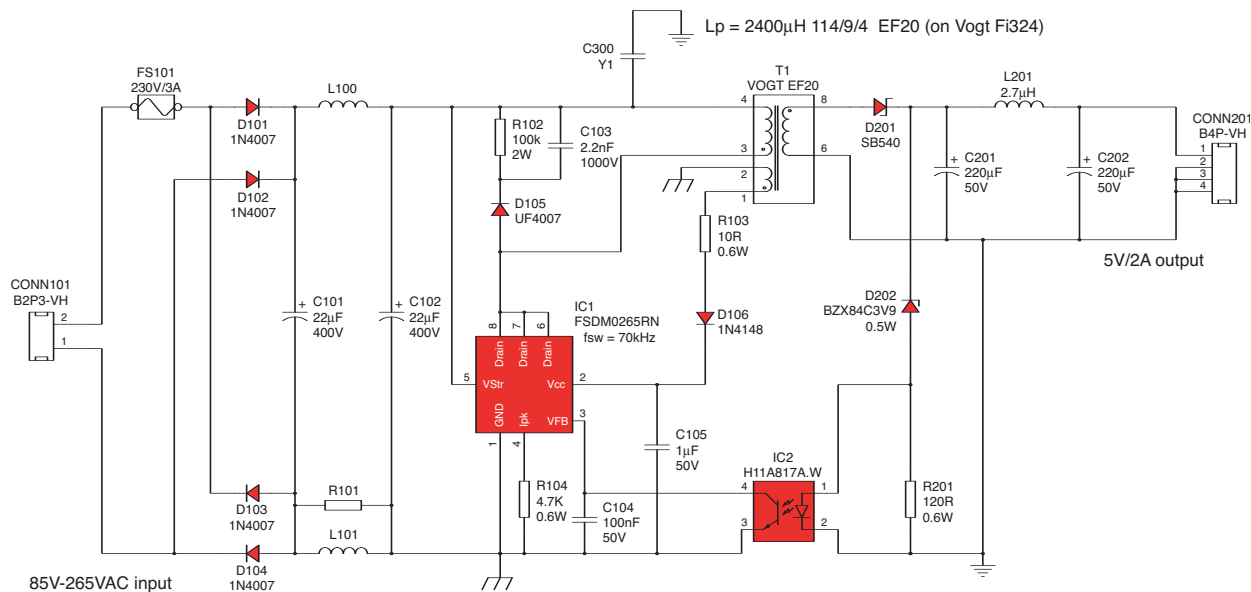 Lp = 2400µH 114/9/4  EF20 (on Vogt Fi324)
C300
Y1
FS101
230V/3A
L100
T1
VOGT EF20
L201
2.7µH
D101
1N4007
R102
100k
2W
C103
2.2nF
1000V
4
8
3
6
2
1
D201
SB540
CONN201
B4P-VH
1
2
3
4
C201
220µF
50V
+
C202
220µF
50V
+
D102
1N4007
D105
UF4007
R103
10R
0.6W
5V/2A output
CONN101
B2P3-VH
2
1
C101
22µF
400V
+
C102
22µF
400V
+
IC1
FSDM0265RN
fsw = 70kHz
D106
1N4148
D202
BZX84C3V9
0.5W
8
7
6
Drain
Drain
Drain
5
VStr
Vcc
2
GND
Ipk
VFB
3
1
4
C105
1µF
50V
IC2
H11A817A.W
4
1
3
2
R201
120R
0.6W
D103
1N4007
R101
R104
4.7K
0.6W
C104
100nF
50V
D104
1N4007
L101
85V-265VAC input